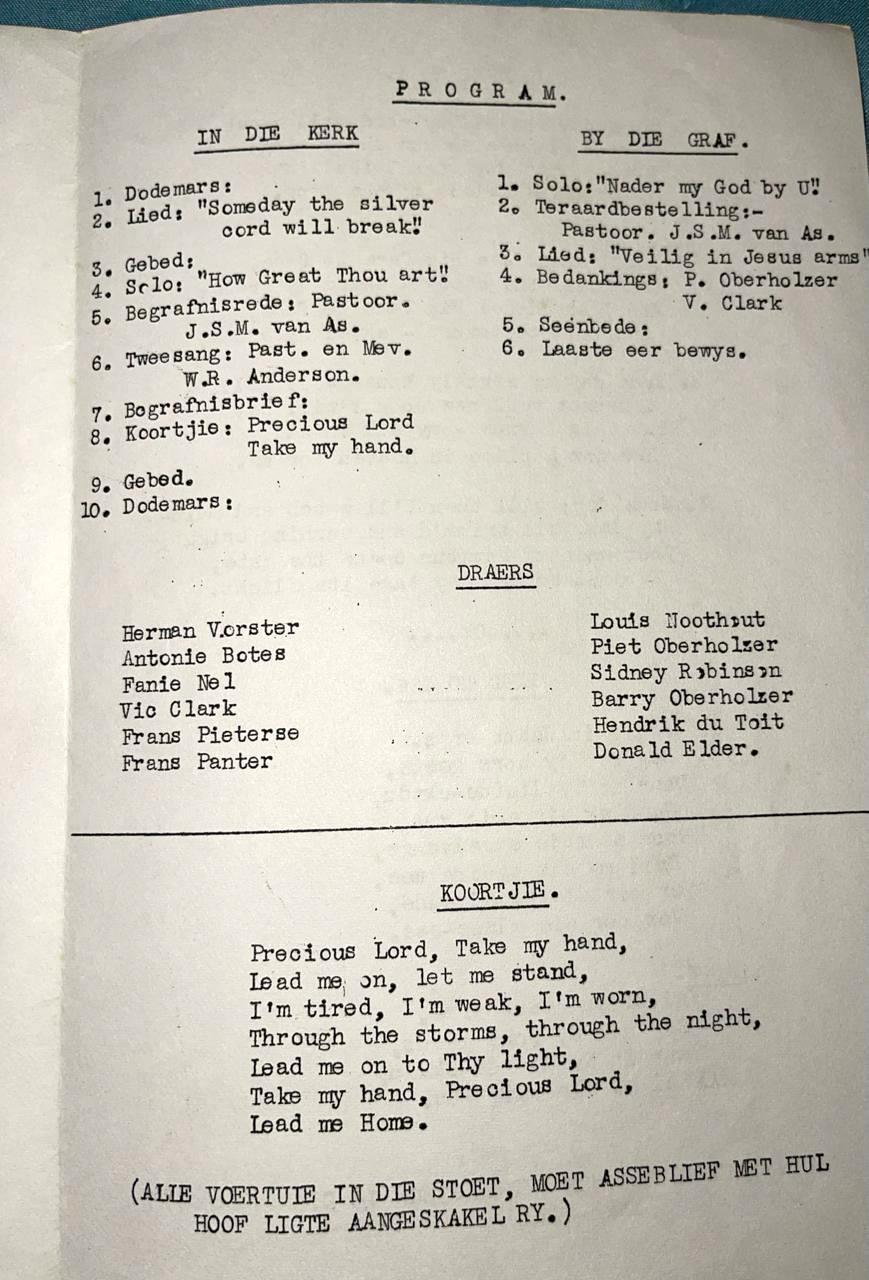 PROGRAM.
IN DIE KERK
1. Dodemars:
2. Lied: "Someday the silver
cord will break"!
3. Gebed:
4. Solo: "How Great Thou art"!
5. Begrafnisrede: Pastoor.
J.S.M. van As.
6. Tweesang: Past. en Mev.
W.R. Anderson.
7. Begrafnisbrief:
8. Koortjie: Precious Lord
Take my hand.
9. Gebed.
10. Dodemars:
BY DIE GRAF.
1. Solo:"Nader my God by U"!
2. Teraardbestelling:-
Pastoor. J.S.M. van As.
3. Lied: "Veilig in Jesus arms"
4. Bedankings: P. Oberholzer
V. Clark
5. Seënbede:
6. Laaste eer bewys.
DRAERS
Herman Vorster
Antonie Botes
Fanie Nel
Vic Clark
Frans Pieterse
Frans Panter
Louis Noothout
Piet Oberholzer
Sidney Robinson
Barry Oberholzer
Hendrik du Toit
Donald Elder.
KOORTJIE.
Precious Lord, Take my hand,
Lead me on, let me stand,
I'm tired, I'm weak, I'm worn,
Through the storms, through the night,
Lead me on to Thy light,
Take my hand, Precious Lord,
Lead me Home.
(ALLE VOERTUIE IN DIE STOET, MOET ASSEBLIEF MET HUL
HOOF LIGTE AANGESKAKEL RY.)